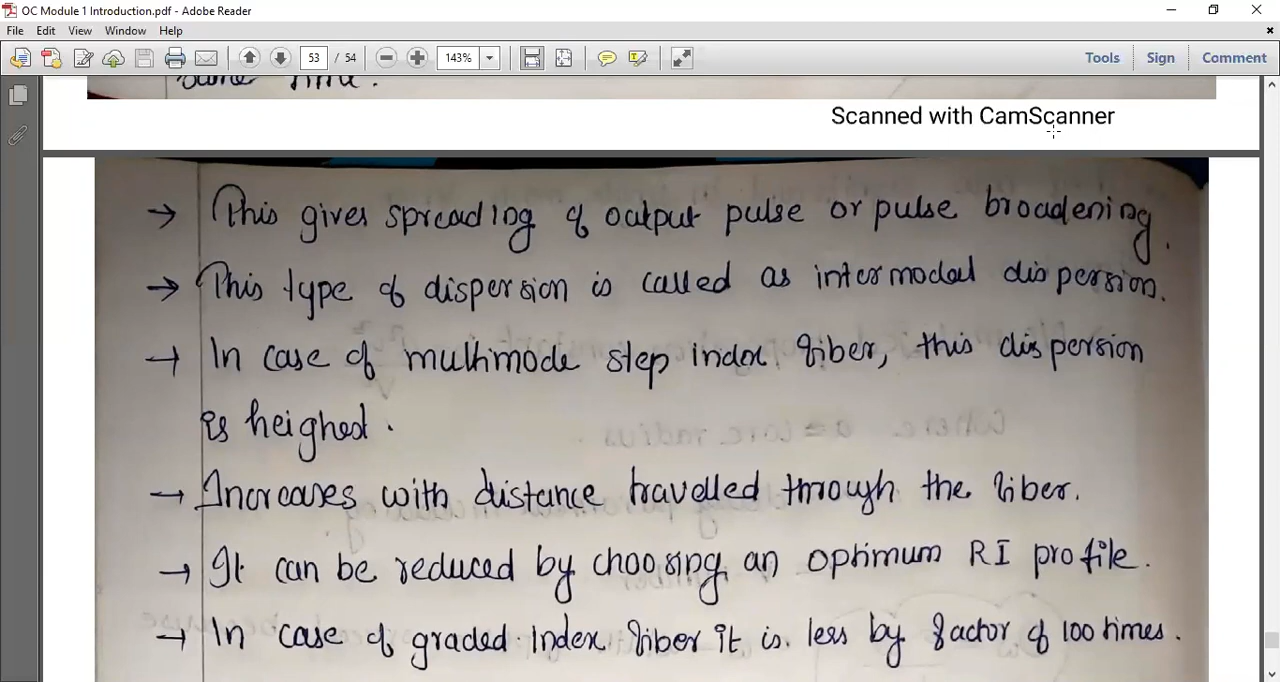 OC Module 1 Introduction.pdf - Adobe Reader
File Edit View Window Help
53 / 54 143% Tools Sign Comment
same time.
Scanned with CamScanner
→ This gives spreading of output pulse or pulse broadening.
→ This type of dispersion is called as intermodal dispersion.
→ In case of multimode step index fiber, this dispersion
is heighest.
→ Increases with distance travelled through the fiber.
→ It can be reduced by choosing an optimum RI profile.
→ In case of graded index fiber it is less by factor of 100 times.